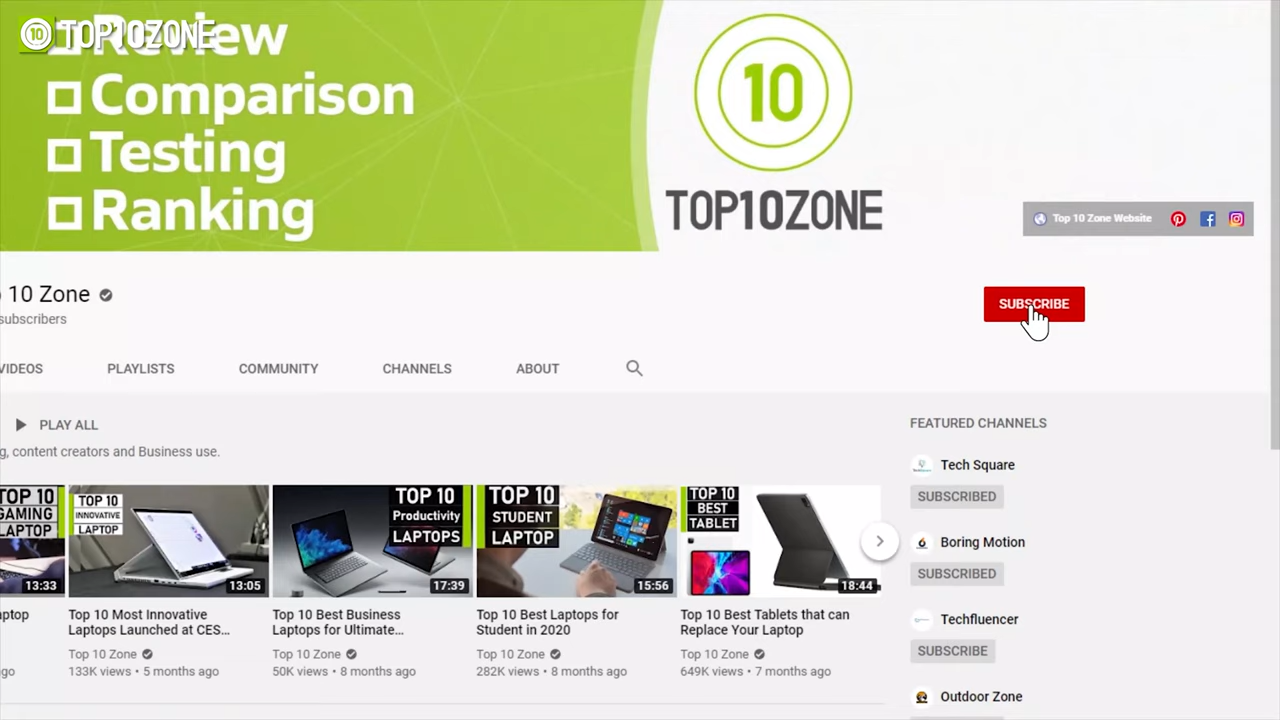 10 TOP10ZONE
Review
Comparison
Testing
Ranking
10
TOP10ZONE
Top 10 Zone Website
10 Zone
subscribers
SUBSCRIBE
VIDEOS
PLAYLISTS
COMMUNITY
CHANNELS
ABOUT
PLAY ALL
g, content creators and Business use.
TOP 10
GAMING
LAPTOP
13:33
TOP 10
INNOVATIVE
LAPTOP
13:05
TOP 10
Productivity
LAPTOPS
17:39
TOP 10
STUDENT
LAPTOP
15:56
TOP 10
BEST
TABLET
18:44
aptop
ago
Top 10 Most Innovative
Laptops Launched at CES...
Top 10 Zone
133K views • 5 months ago
Top 10 Best Business
Laptops for Ultimate...
Top 10 Zone
50K views • 8 months ago
Top 10 Best Laptops for
Student in 2020
Top 10 Zone
282K views • 8 months ago
Top 10 Best Tablets that can
Replace Your Laptop
Top 10 Zone
649K views • 7 months ago
FEATURED CHANNELS
Tech Square
SUBSCRIBED
Boring Motion
SUBSCRIBED
Techfluencer
SUBSCRIBE
Outdoor Zone